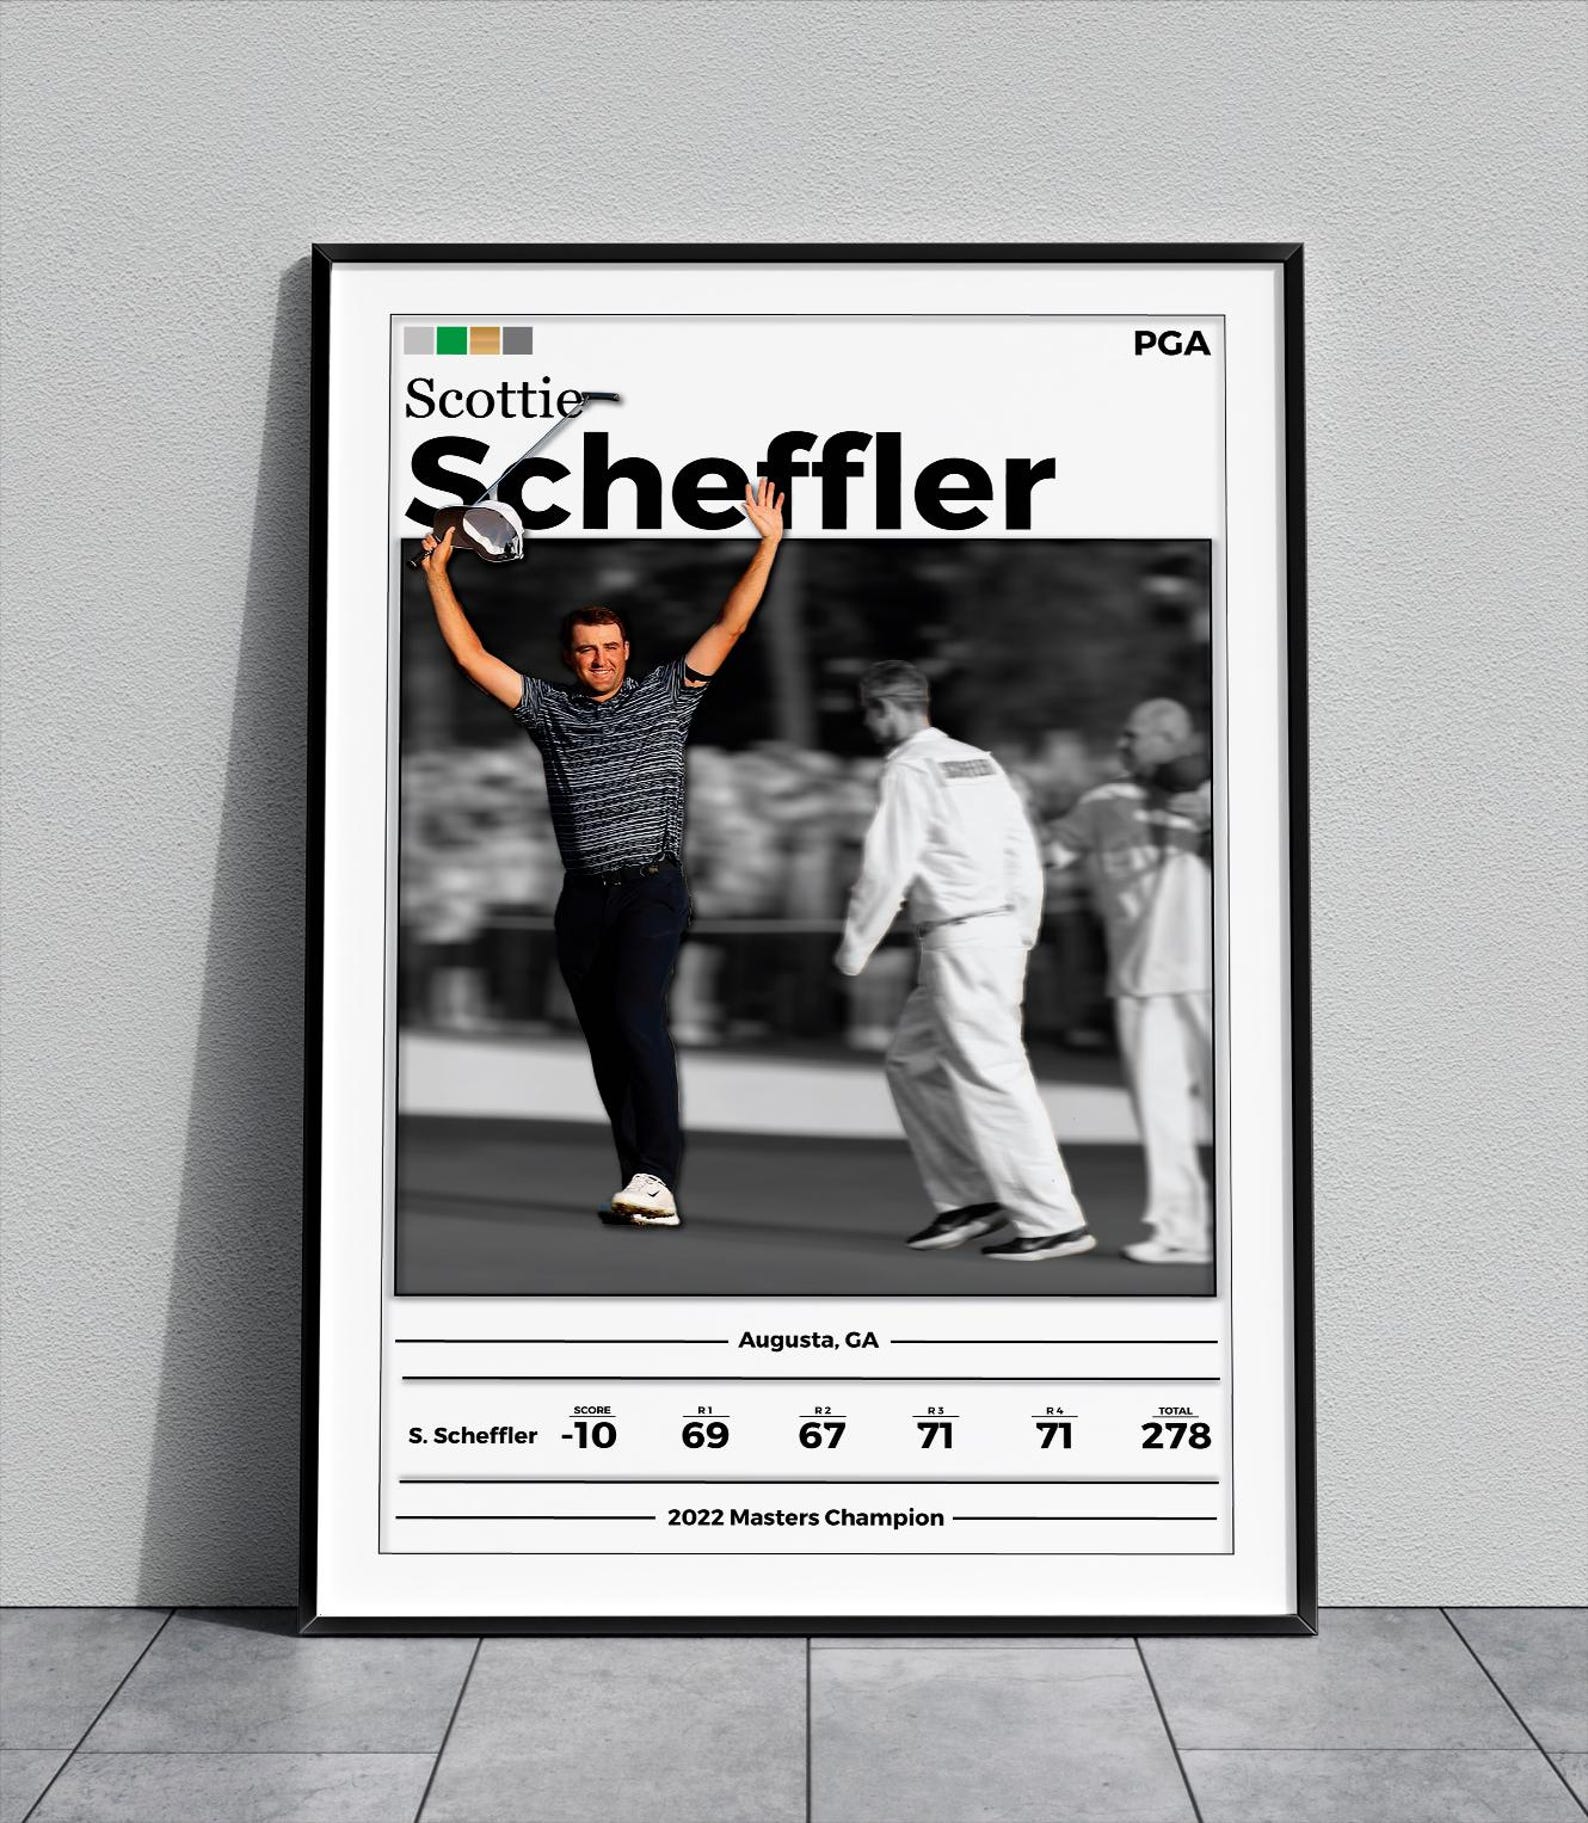 PGA
Scottie
Scheffler
SCHEFFLER
Augusta, GA
SCORE R1 R2 R3 R4 TOTAL
S. Scheffler -10 69 67 71 71 278
2022 Masters Champion